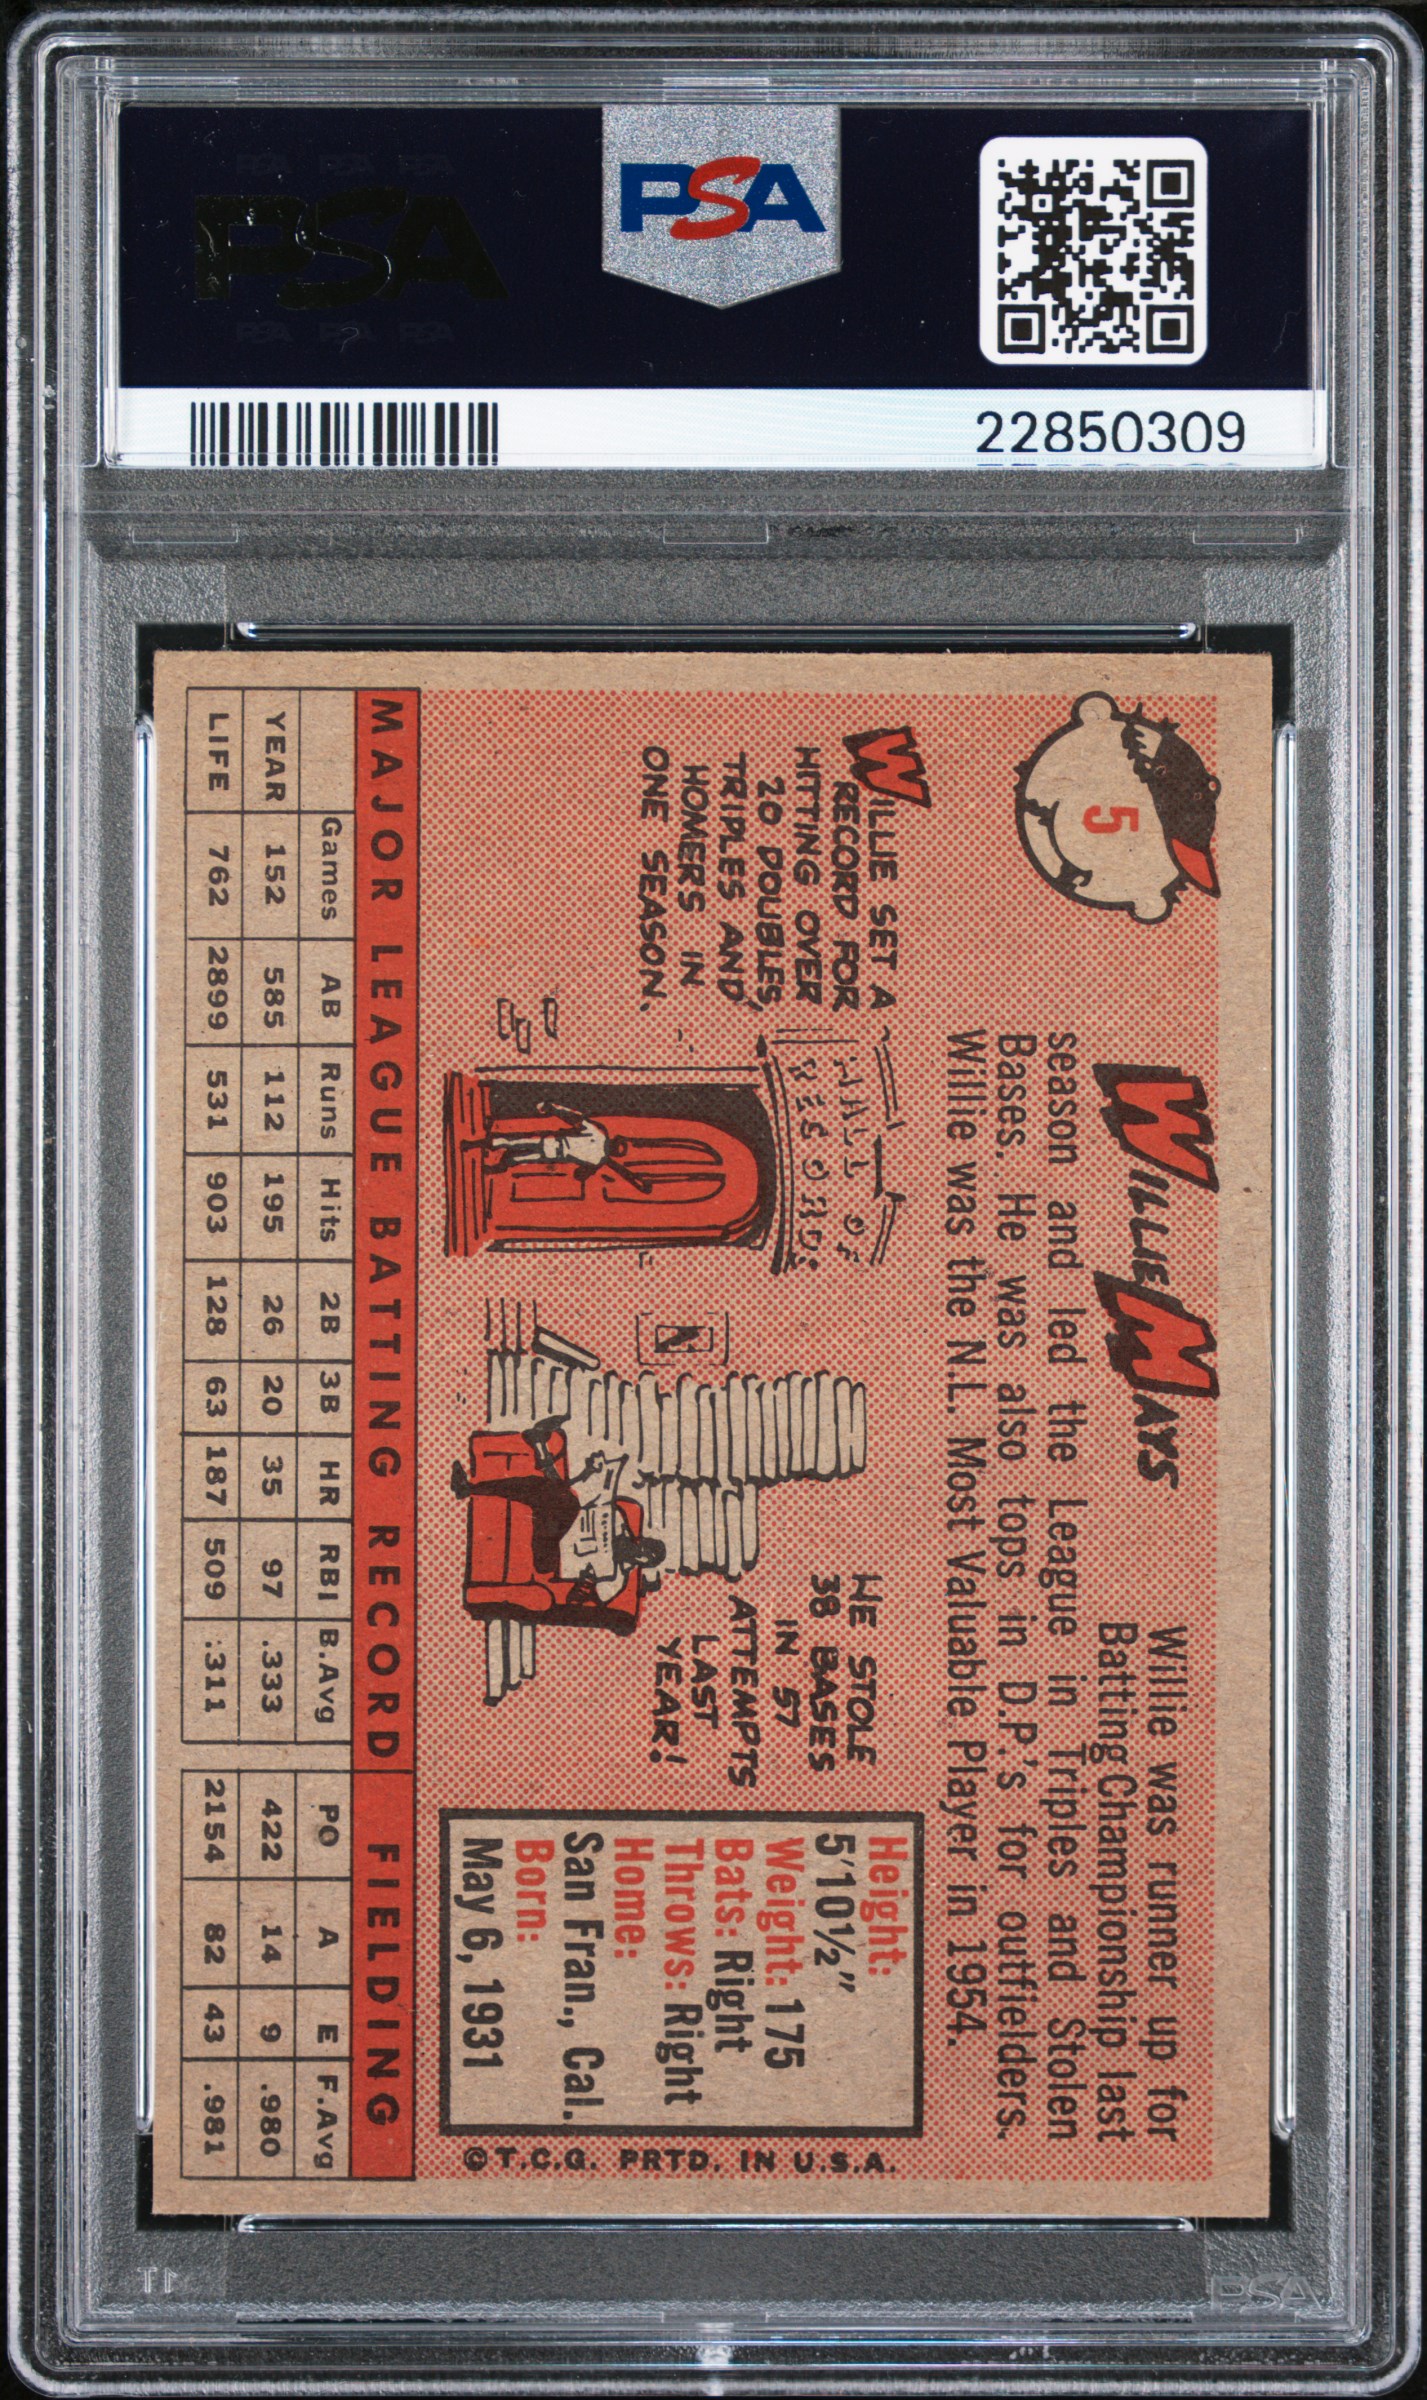 PSA
PSA
22850309
5
WILLIE MAYS
Willie was runner up for
Batting Championship last
season and led the League in Triples and Stolen
Bases. He was also tops in D.P.'s for outfielders.
Willie was the N.L. Most Valuable Player in 1954.
WILLIE SET A
RECORD FOR
HITTING OVER
20 DOUBLES,
TRIPLES AND
HOMERS IN
ONE SEASON.
HALL OF
RECORDS
HE STOLE
38 BASES
IN 57
ATTEMPTS
LAST
YEAR!
Height:
5'10½"
Weight: 175
Bats: Right
Throws: Right
Home:
San Fran., Cal.
Born:
May 6, 1931
©T.C.G. PRTD. IN U.S.A.
MAJOR LEAGUE BATTING RECORD FIELDING
Games AB Runs Hits 2B 3B HR RBI B.Avg PO A E F.Avg
YEAR 152 585 112 195 26 20 35 97 .333 422 14 9 .980
LIFE 762 2899 531 903 128 63 187 509 .311 2154 82 43 .981
PSA